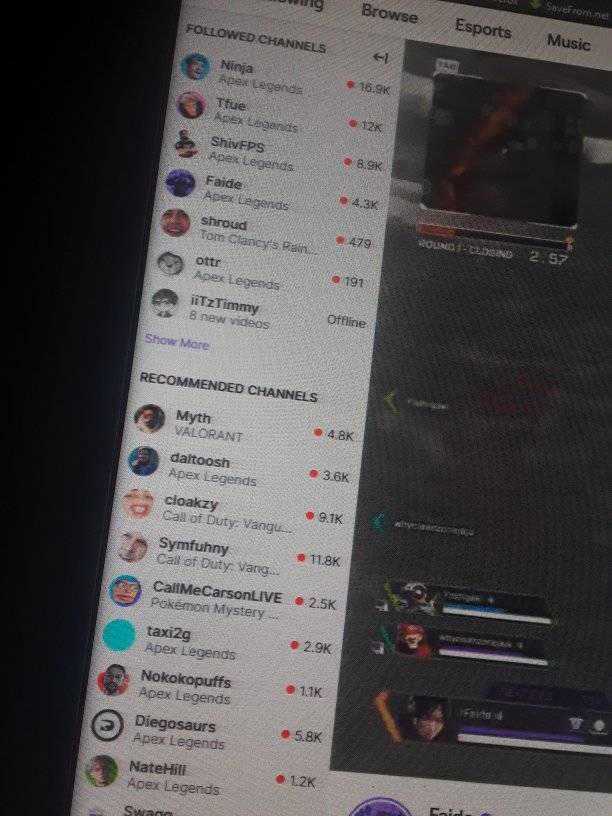 Browse
Esports
Music
SaveFrom.net
FOLLOWED CHANNELS
Ninja
Apex Legends
16.9K
Tfue
Apex Legends
12K
ShivFPS
Apex Legends
8.9K
Faide
Apex Legends
4.3K
shroud
Tom Clancy's Rain...
479
ottr
Apex Legends
191
iiTzTimmy
8 new videos
Offline
Show More
RECOMMENDED CHANNELS
Myth
VALORANT
4.8K
daltoosh
Apex Legends
3.6K
cloakzy
Call of Duty: Vangu...
9.1K
Symfuhny
Call of Duty: Vang...
11.8K
CallMeCarsonLIVE
Pokémon Mystery ...
2.5K
taxi2g
Apex Legends
2.9K
Nokokopuffs
Apex Legends
1.1K
Diegosaurs
Apex Legends
5.8K
NateHill
Apex Legends
1.2K
Swagg
ROUND 1 - CLOSING
2:57
Faide